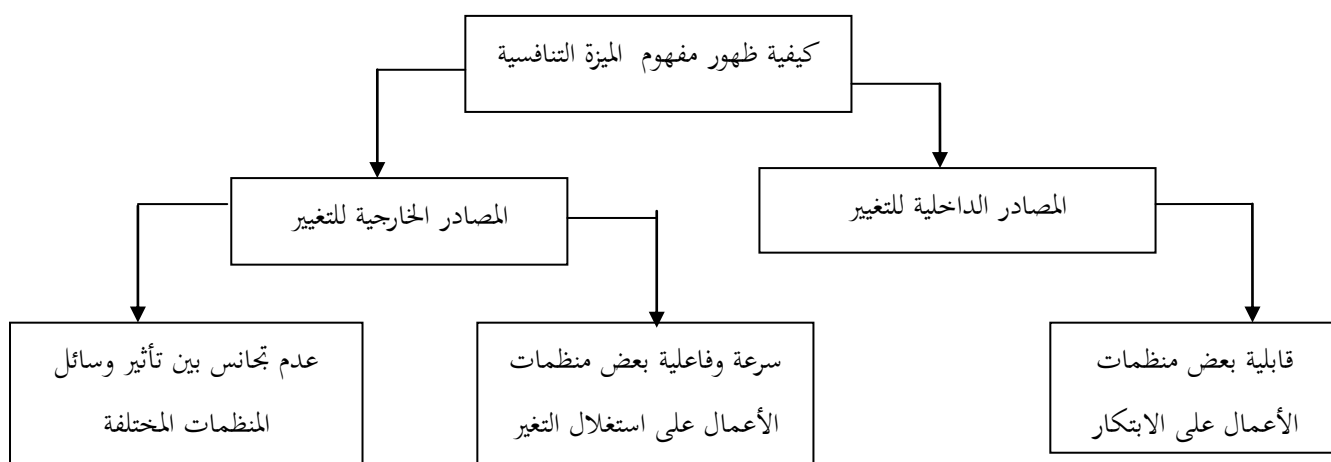 كيفية ظهور مفهوم الميزة التنافسية
المصادر الداخلية للتغيير
المصادر الخارجية للتغيير
قابلية بعض منظمات
الأعمال على الابتكار
سرعة وفاعلية بعض منظمات
الأعمال على استغلال التغير
عدم تجانس بين تأثير وسائل
المنظمات المختلفة